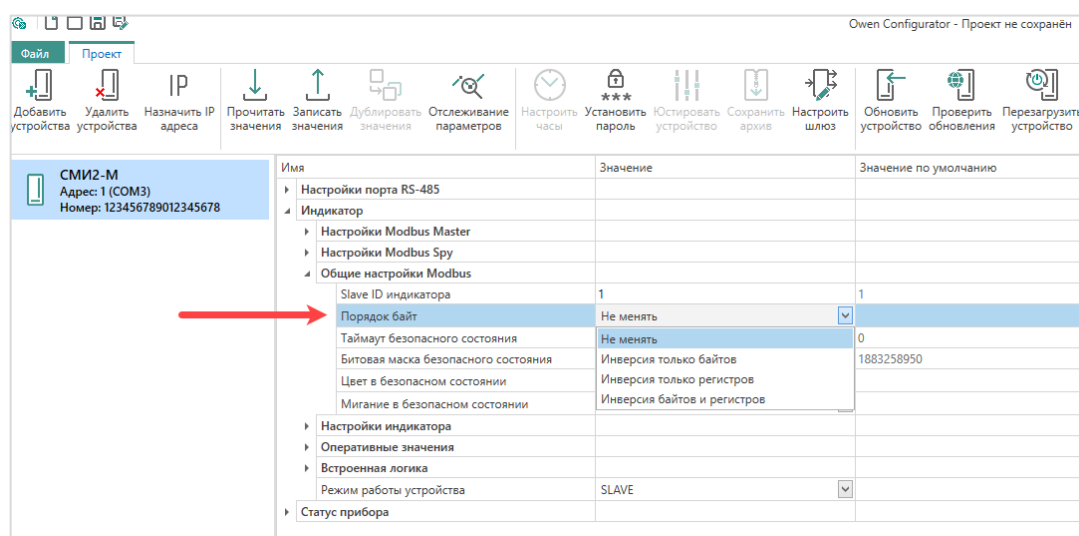 Owen Configurator - Проект не сохранён
Файл Проект
Добавить устройства
Удалить устройства
Назначить IP адреса
Прочитать значения
Записать значения
Дублировать значения
Отслеживание параметров
Настроить часы
Установить пароль
Юстировать устройство
Сохранить архив
Настроить шлюз
Обновить устройство
Проверить обновления
Перезагрузить устройство
СМИ2-М
Адрес: 1 (COM3)
Номер: 123456789012345678
Имя Значение Значение по умолчанию
Настройки порта RS-485
Индикатор
Настройки Modbus Master
Настройки Modbus Spy
Общие настройки Modbus
Slave ID индикатора 1 1
Порядок байт Не менять
Таймаут безопасного состояния Не менять 0
Битовая маска безопасного состояния Инверсия только байтов 1883258950
Цвет в безопасном состоянии Инверсия только регистров
Мигание в безопасном состоянии Инверсия байтов и регистров
Настройки индикатора
Оперативные значения
Встроенная логика
Режим работы устройства SLAVE
Статус прибора